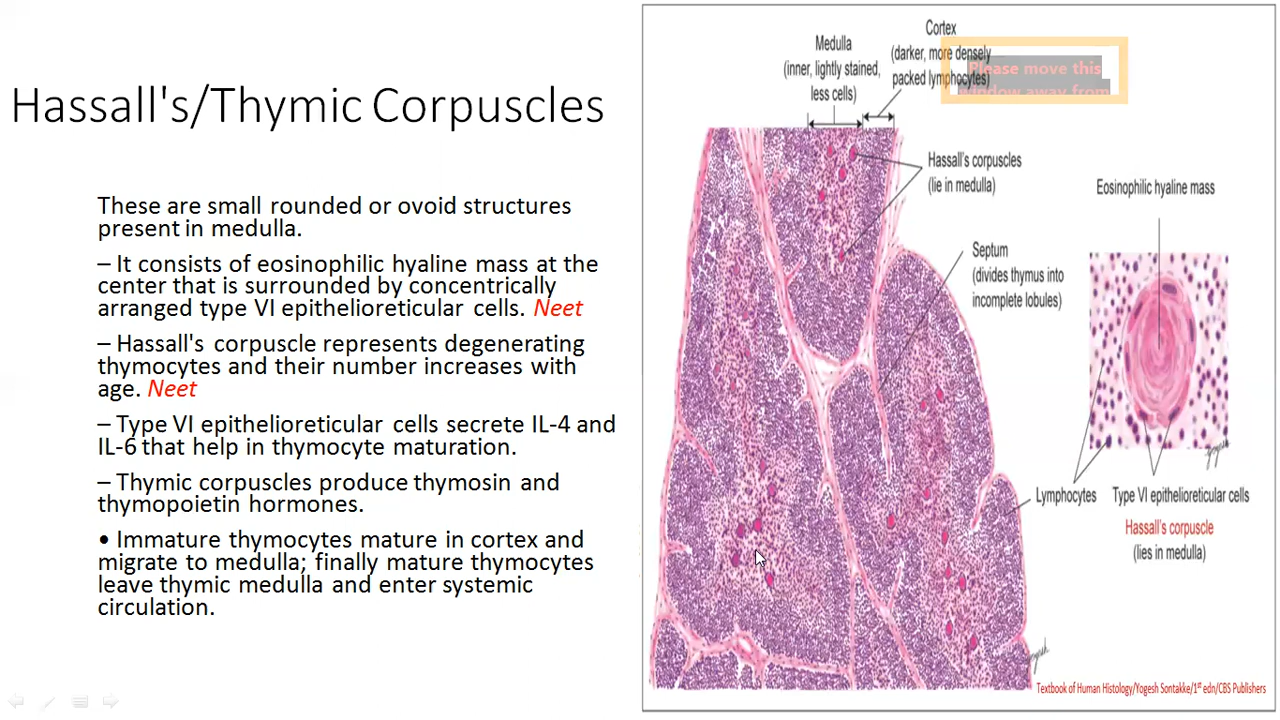 Hassall's/Thymic Corpuscles
These are small rounded or ovoid structures
present in medulla.
– It consists of eosinophilic hyaline mass at the
center that is surrounded by concentrically
arranged type VI epithelioreticular cells. Neet
– Hassall's corpuscle represents degenerating
thymocytes and their number increases with
age. Neet
– Type VI epithelioreticular cells secrete IL-4 and
IL-6 that help in thymocyte maturation.
– Thymic corpuscles produce thymosin and
thymopoietin hormones.
• Immature thymocytes mature in cortex and
migrate to medulla; finally mature thymocytes
leave thymic medulla and enter systemic
circulation.
Medulla
(inner, lightly stained,
less cells)
Cortex
(darker, more densely
packed lymphocytes)
Please move this
window away from
Hassall's corpuscles
(lie in medulla)
Septum
(divides thymus into
incomplete lobules)
Eosinophilic hyaline mass
Lymphocytes
Type VI epithelioreticular cells
Hassall's corpuscle
(lies in medulla)
Textbook of Human Histology/Yogesh Sontakke/1st edn/CBS Publishers